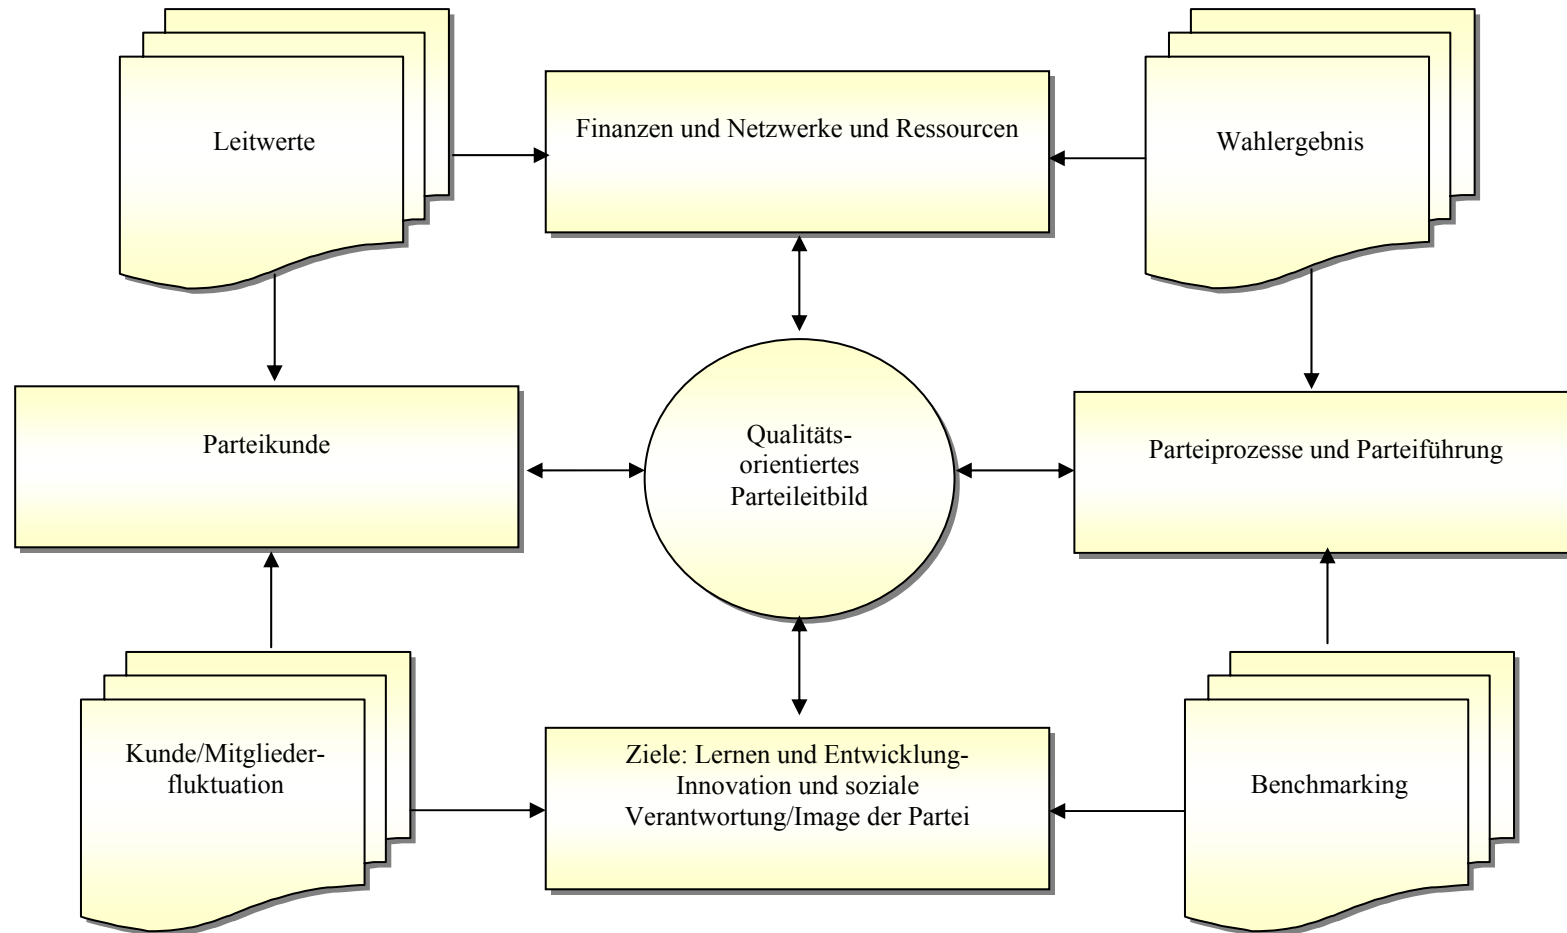 Leitwerte
Finanzen und Netzwerke und Ressourcen
Wahlergebnis
Parteikunde
Qualitäts-
orientiertes
Parteileitbild
Parteiprozesse und Parteiführung
Kunde/Mitglieder-
fluktuation
Ziele: Lernen und Entwicklung-
Innovation und soziale
Verantwortung/Image der Partei
Benchmarking